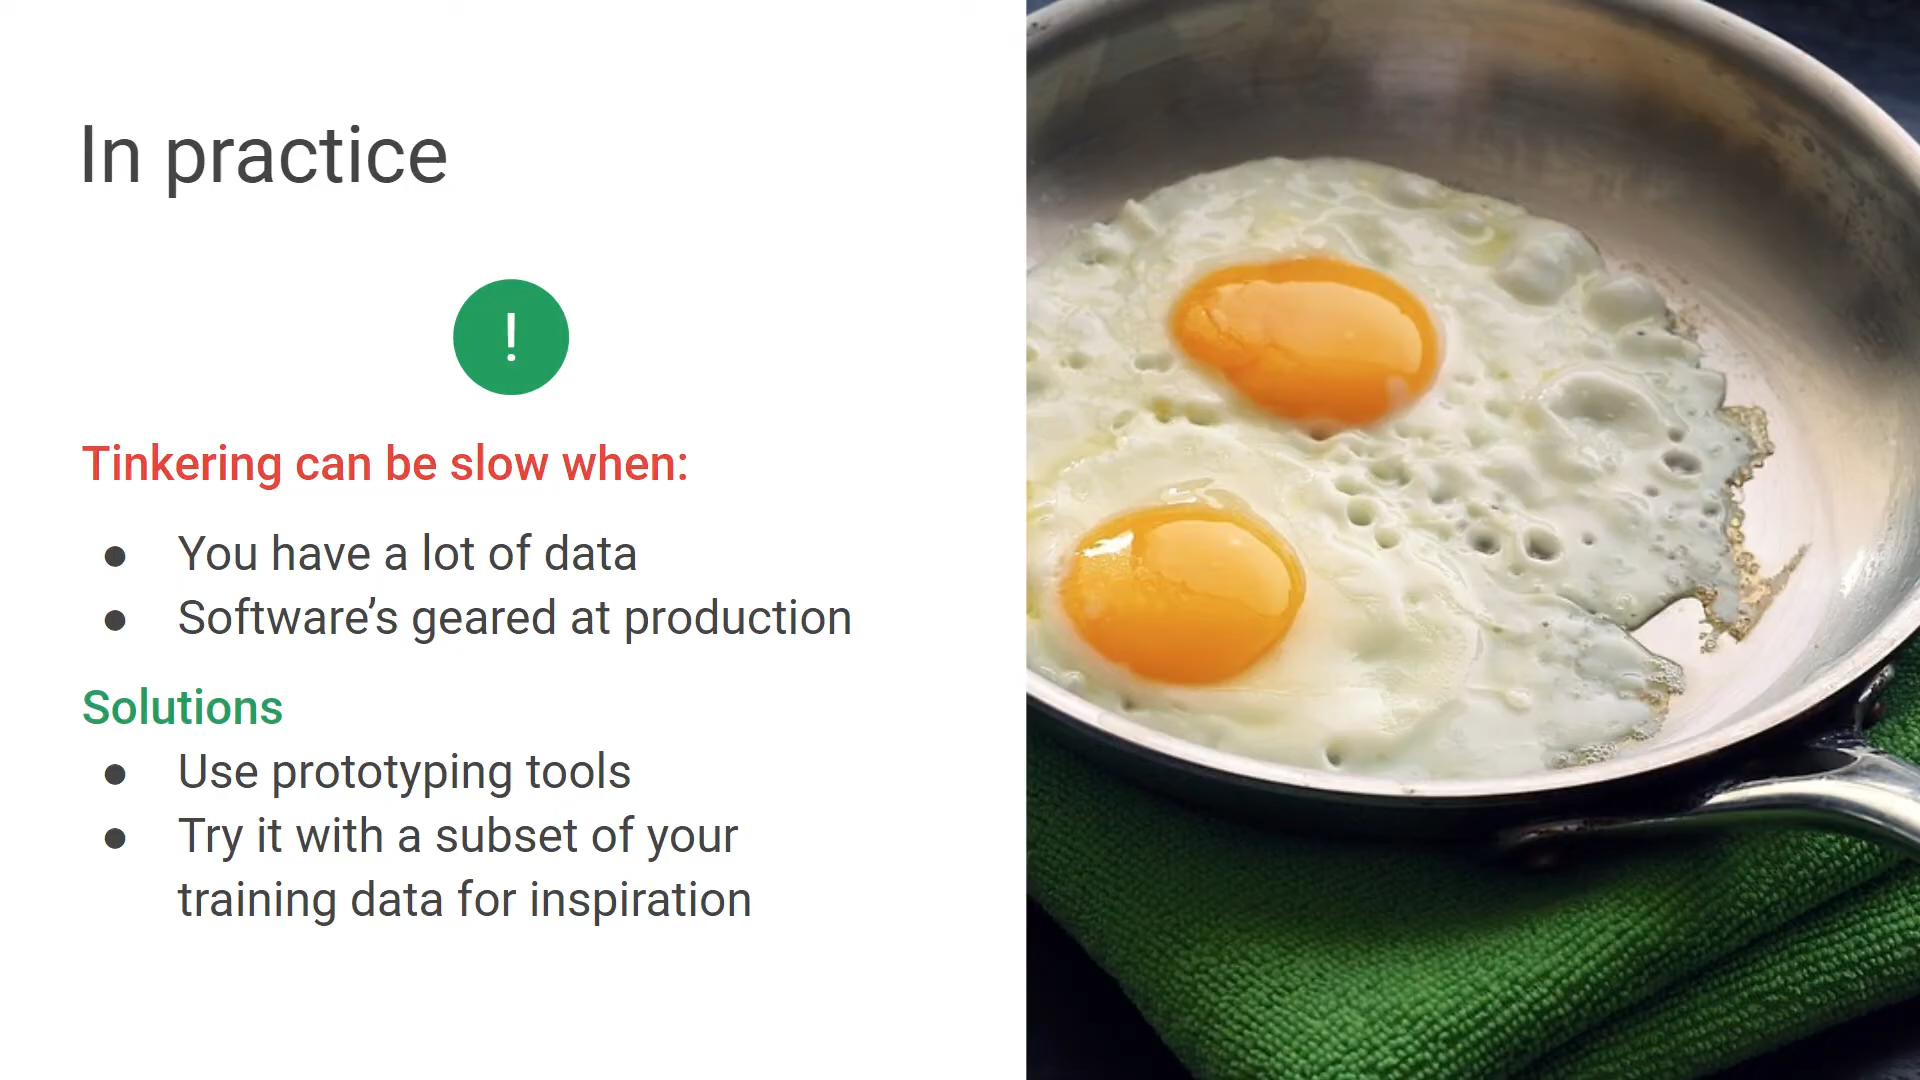 In practice
!
Tinkering can be slow when:
● You have a lot of data
● Software’s geared at production
Solutions
● Use prototyping tools
● Try it with a subset of your
training data for inspiration